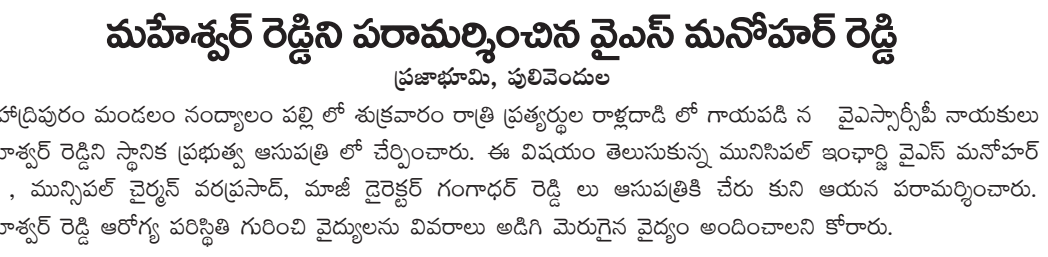 మహేశ్వర్ రెడ్డిని పరామర్శించిన వైఎస్ మనోహర్ రెడ్డి
ప్రజాభూమి, పులివెందుల
హాద్రిపురం మండలం నంద్యాలం పల్లి లో శుక్రవారం రాత్రి ప్రత్యర్థుల రాళ్లదాడి లో గాయపడి న వైఎస్సార్సీపీ నాయకులు
శ్వర్ రెడ్డిని స్థానిక ప్రభుత్వ ఆసుపత్రి లో చేర్పించారు. ఈ విషయం తెలుసుకున్న మునిసిపల్ ఇంఛార్జి వైఎస్ మనోహర్
, మున్సిపల్ చైర్మన్ వరప్రసాద్, మాజీ డైరెక్టర్ గంగాధర్ రెడ్డి లు ఆసుపత్రికి చేరు కుని ఆయన పరామర్శించారు.
శ్వర్ రెడ్డి ఆరోగ్య పరిస్థితి గురించి వైద్యులను వివరాలు అడిగి మెరుగైన వైద్యం అందించాలని కోరారు.